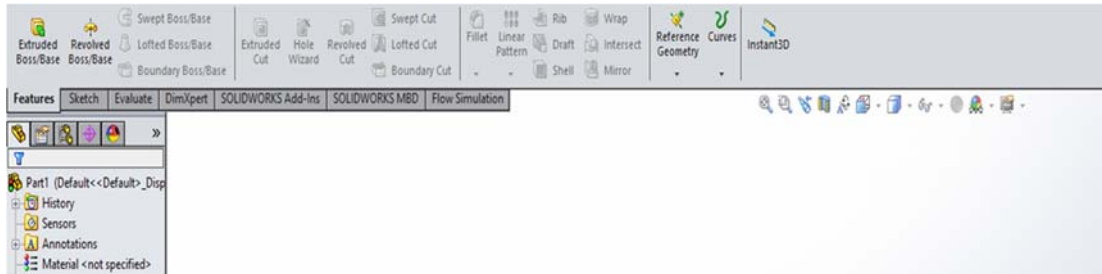 Extruded Boss/Base
Revolved Boss/Base
Swept Boss/Base
Lofted Boss/Base
Boundary Boss/Base
Extruded Cut
Hole Wizard
Revolved Cut
Swept Cut
Lofted Cut
Boundary Cut
Fillet
Linear Pattern
Rib
Draft
Shell
Wrap
Intersect
Mirror
Reference Geometry
Curves
Instant3D
Features Sketch Evaluate DimXpert SOLIDWORKS Add-Ins SOLIDWORKS MBD Flow Simulation
Part1 (Default<<Default>_Disp
History
Sensors
A Annotations
Material <not specified>